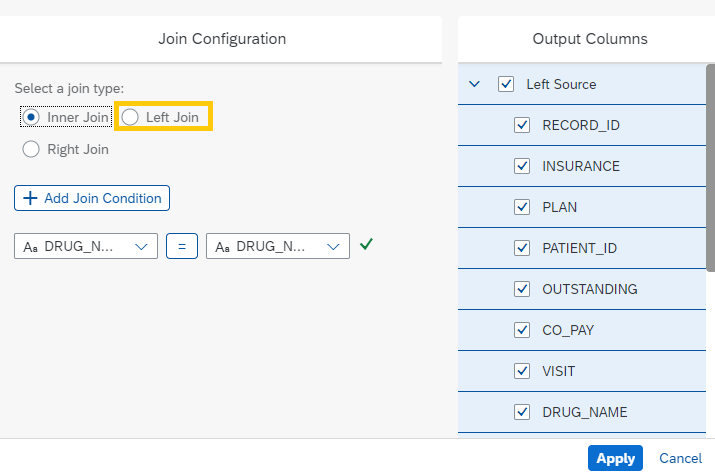 Join Configuration
Select a join type:
Inner Join
Left Join
Right Join
Add Join Condition
Aa DRUG_N...
=
Aa DRUG_N...
Output Columns
Left Source
RECORD_ID
INSURANCE
PLAN
PATIENT_ID
OUTSTANDING
CO_PAY
VISIT
DRUG_NAME
Apply
Cancel